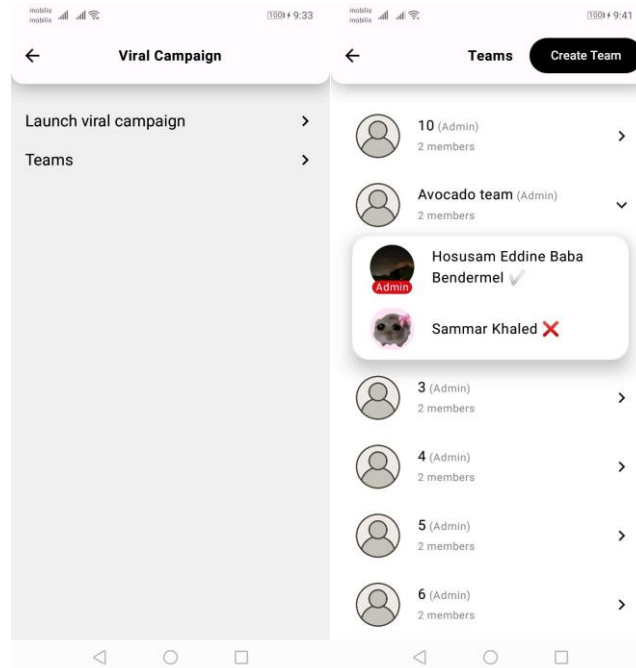 mobilis
mobilis
100 9:33
Viral Campaign
Launch viral campaign
Teams
mobilis
mobilis
100 9:41
Teams
Create Team
10 (Admin)
2 members
Avocado team (Admin)
2 members
Hosusam Eddine Baba
Bendermel
Admin
Sammar Khaled
3 (Admin)
2 members
4 (Admin)
2 members
5 (Admin)
2 members
6 (Admin)
2 members